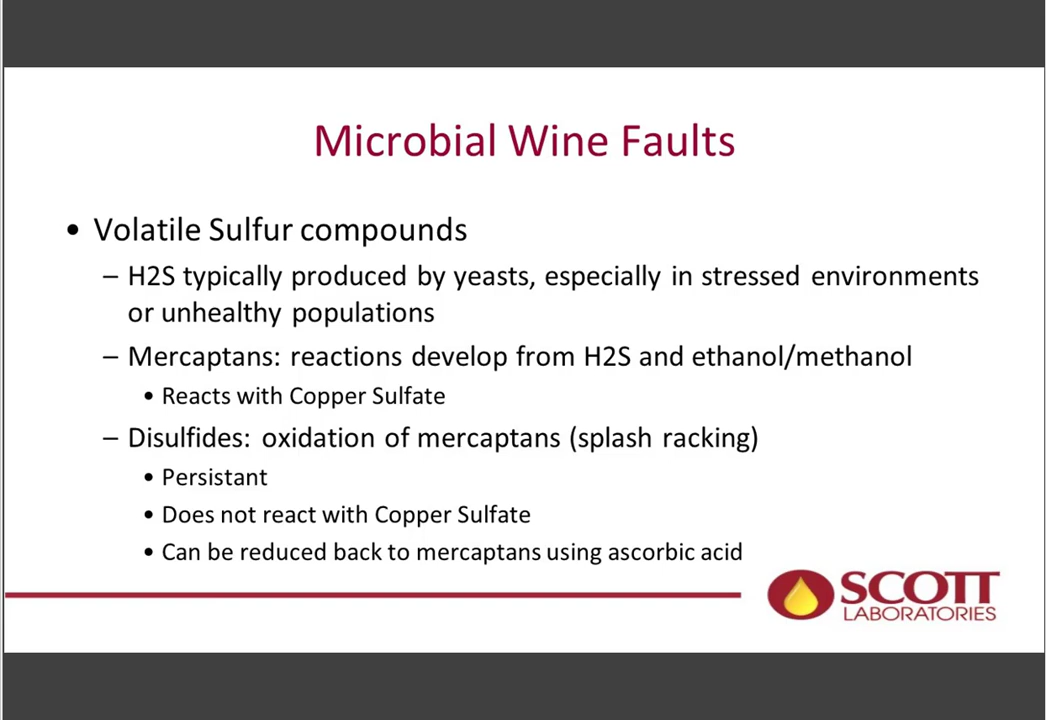 Microbial Wine Faults
• Volatile Sulfur compounds
– H2S typically produced by yeasts, especially in stressed environments
or unhealthy populations
– Mercaptans: reactions develop from H2S and ethanol/methanol
• Reacts with Copper Sulfate
– Disulfides: oxidation of mercaptans (splash racking)
• Persistant
• Does not react with Copper Sulfate
• Can be reduced back to mercaptans using ascorbic acid
SCOTT
LABORATORIES